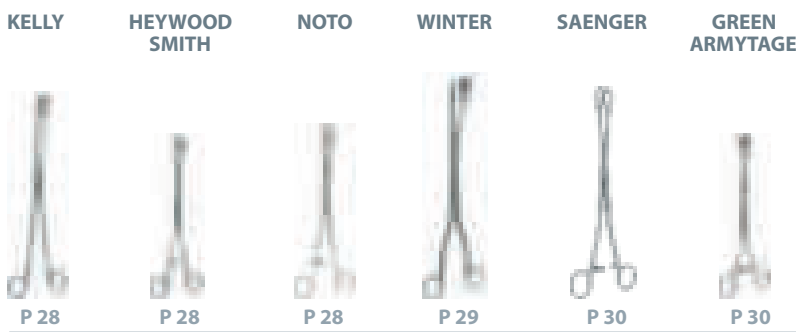 KELLY
HEYWOOD
SMITH
NOTO
WINTER
SAENGER
GREEN
ARMYTAGE
P 28
P 28
P 28
P 29
P 30
P 30